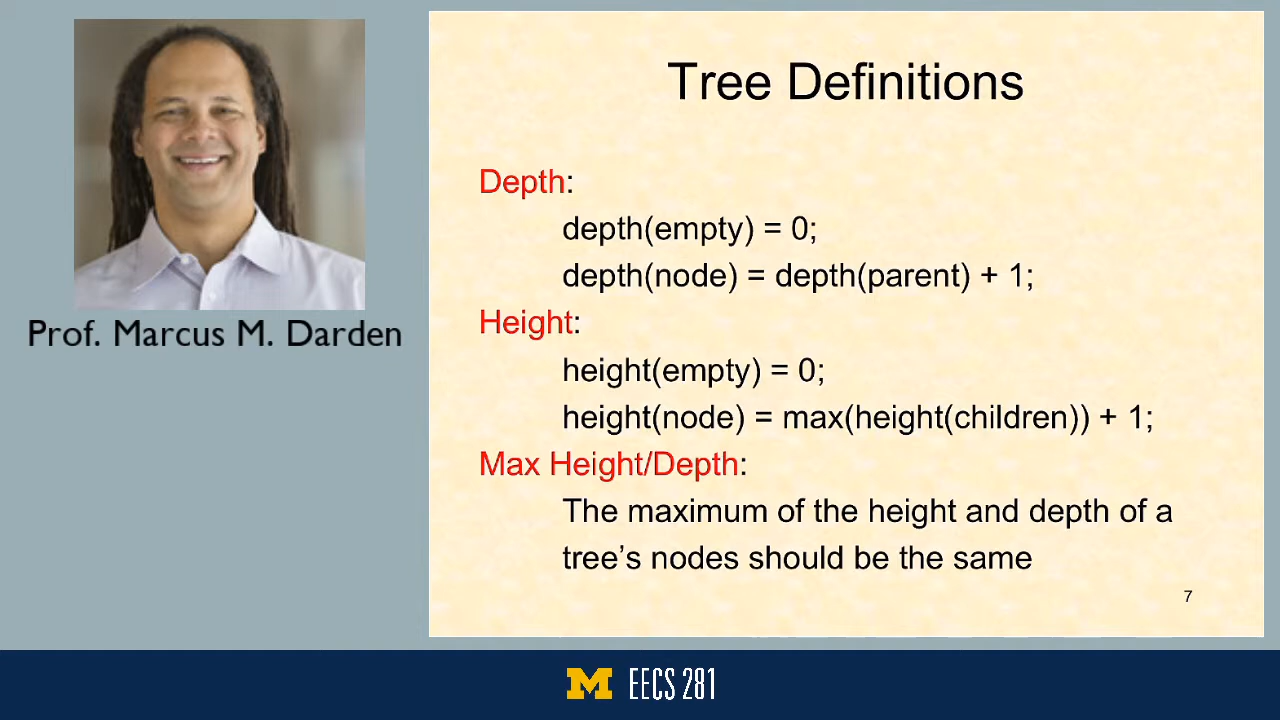 Prof. Marcus M. Darden
Tree Definitions
Depth:
depth(empty) = 0;
depth(node) = depth(parent) + 1;
Height:
height(empty) = 0;
height(node) = max(height(children)) + 1;
Max Height/Depth:
The maximum of the height and depth of a
tree’s nodes should be the same
7
M EECS 281